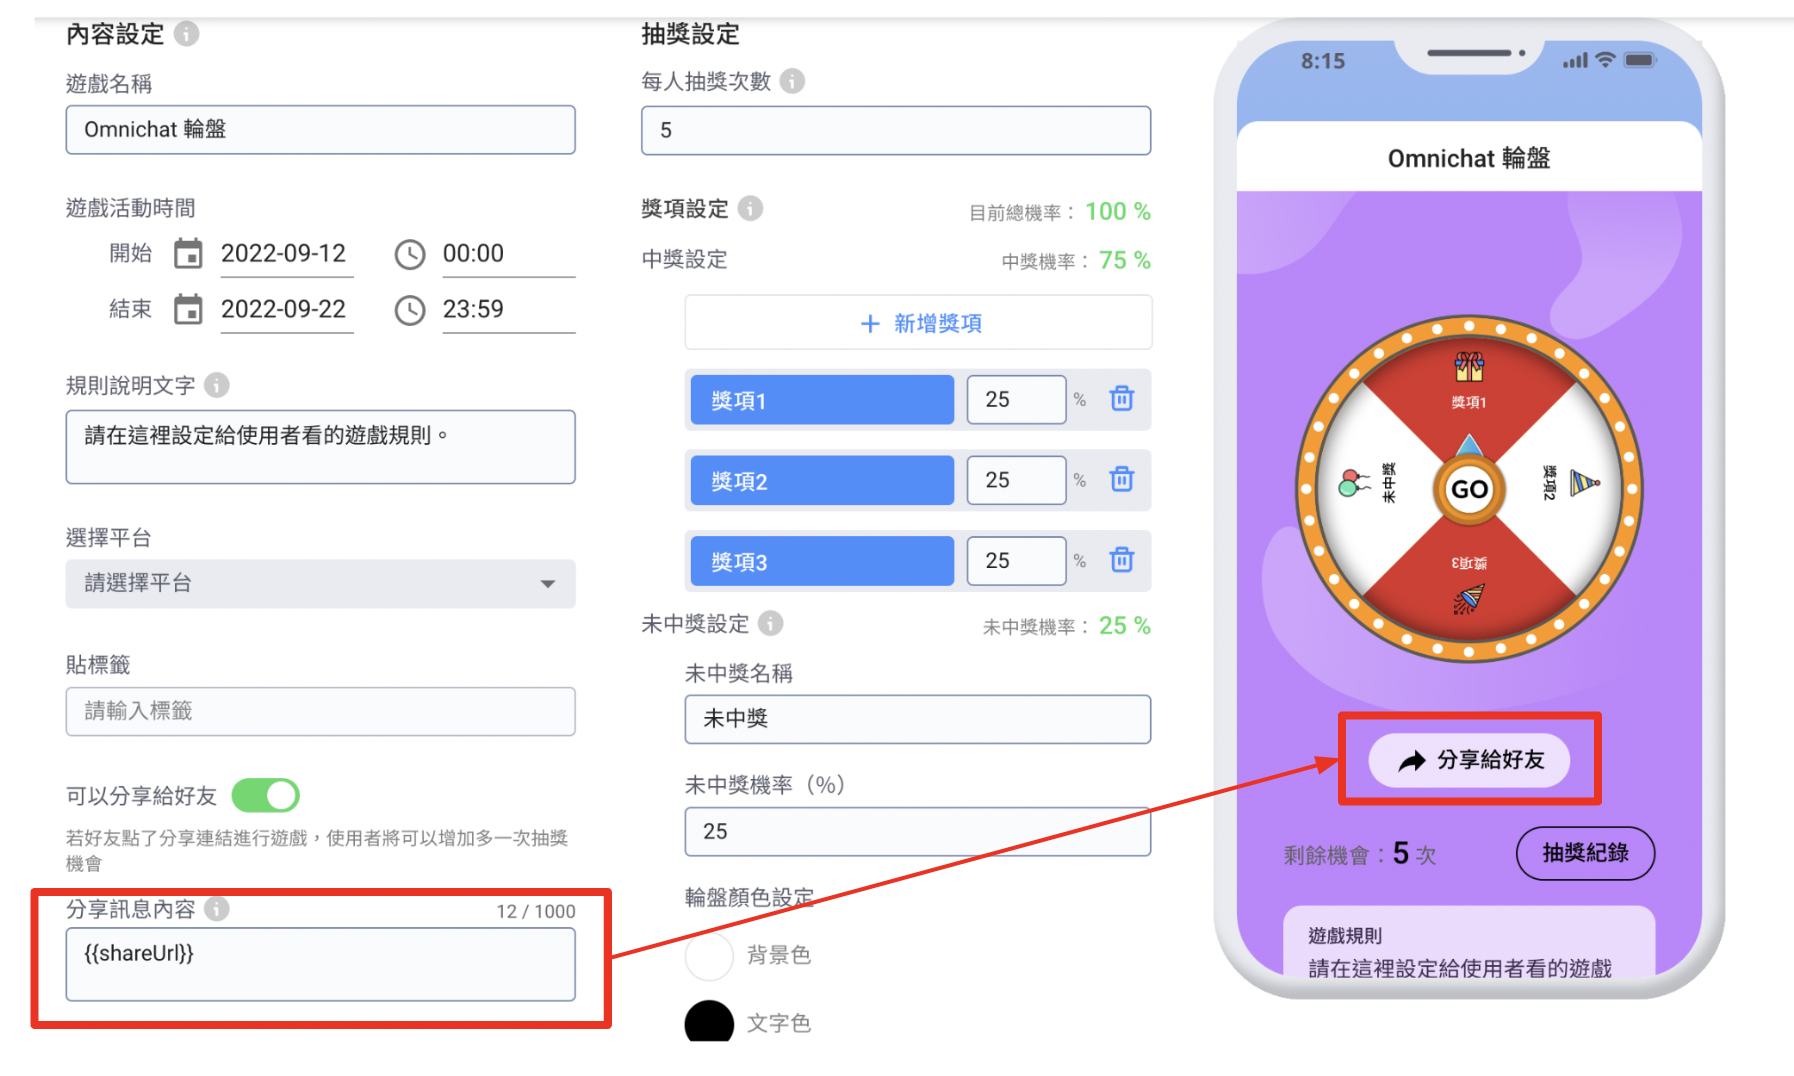 內容設定
遊戲名稱
Omnichat 輪盤
遊戲活動時間
開始 2022-09-12 00:00
結束 2022-09-22 23:59
規則說明文字
請在這裡設定給使用者看的遊戲規則。
選擇平台
請選擇平台
貼標籤
請輸入標籤
可以分享給好友
若好友點了分享連結進行遊戲，使用者將可以增加多一次抽獎
機會
分享訊息內容 12 / 1000
{{shareUrl}}
抽獎設定
每人抽獎次數
5
獎項設定 目前總機率： 100 %
中獎設定 中獎機率： 75 %
+ 新增獎項
獎項1 25 %
獎項2 25 %
獎項3 25 %
未中獎設定 未中獎機率： 25 %
未中獎名稱
未中獎
未中獎機率（%）
25
輪盤顏色設定
背景色
文字色
8:15
Omnichat 輪盤
獎項1
未中獎
GO
獎項2
獎項3
分享給好友
剩餘機會：5 次
抽獎紀錄
遊戲規則
請在這裡設定給使用者看的遊戲